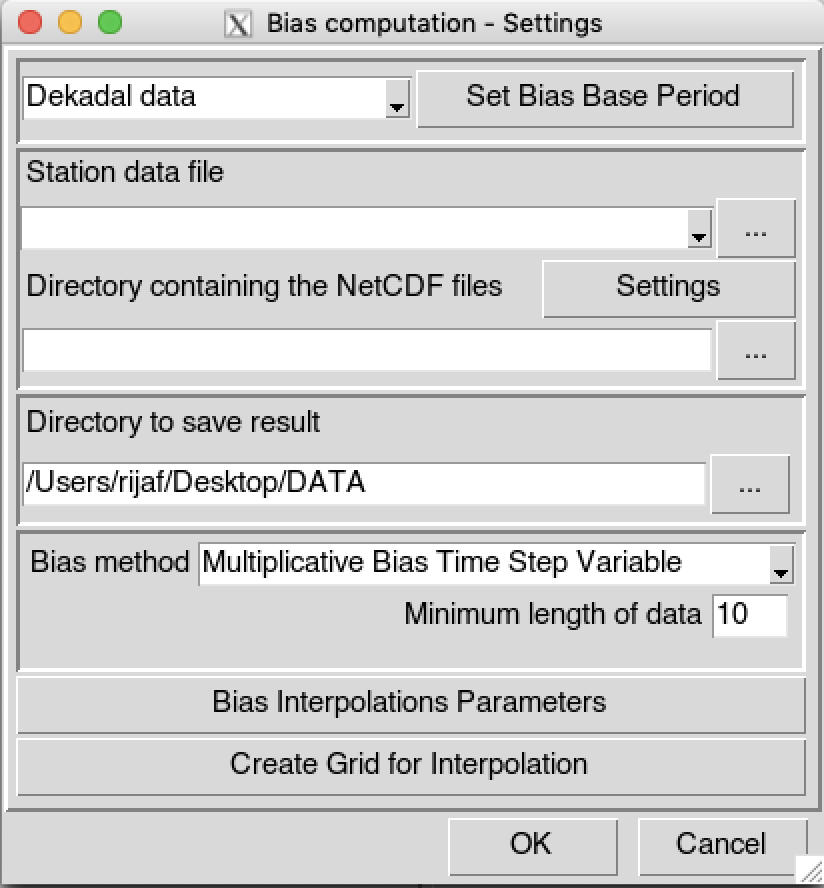 Bias computation - Settings
Dekadal data
Set Bias Base Period
Station data file
...
Directory containing the NetCDF files
Settings
...
Directory to save result
/Users/rijaf/Desktop/DATA
...
Bias method
Multiplicative Bias Time Step Variable
Minimum length of data
10
Bias Interpolations Parameters
Create Grid for Interpolation
OK
Cancel